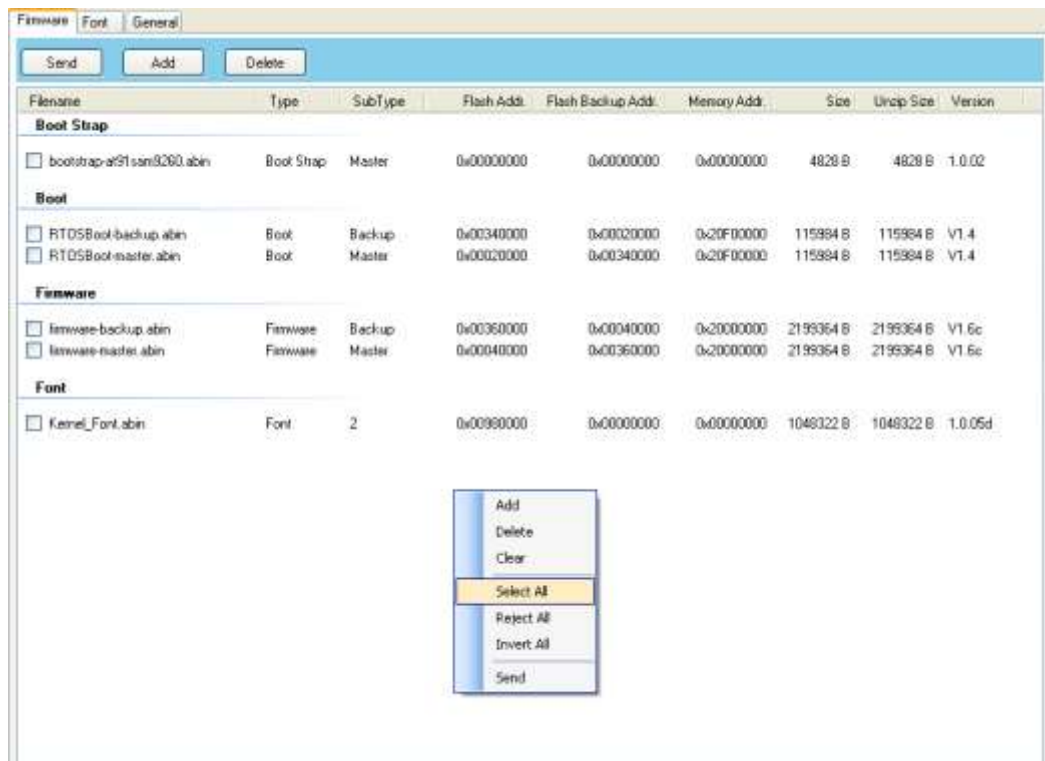 Firmware Font General
Send Add Delete
Filename Type SubType Flash Addr. Flash Backup Addr. Memory Addr. Size Unzip Size Version
Boot Strap
bootstrap-at91sam9260.abin Boot Strap Master 0x00000000 0x00000000 0x00000000 4828 B 4828 B 1.0.02
Boot
RTOSBoot-backup.abin Boot Backup 0x00340000 0x00020000 0x20F00000 115984 B 115984 B V1.4
RTOSBoot-master.abin Boot Master 0x00020000 0x00340000 0x20F00000 115984 B 115984 B V1.4
Firmware
firmware-backup.abin Firmware Backup 0x00360000 0x00040000 0x20000000 2199364 B 2199364 B V1.6c
firmware-master.abin Firmware Master 0x00040000 0x00360000 0x20000000 2199364 B 2199364 B V1.6c
Font
Kernel_Font.abin Font 2 0x00980000 0x00000000 0x00000000 1048322 B 1048322 B 1.0.05d
Add
Delete
Clear
Select All
Reject All
Invert All
Send